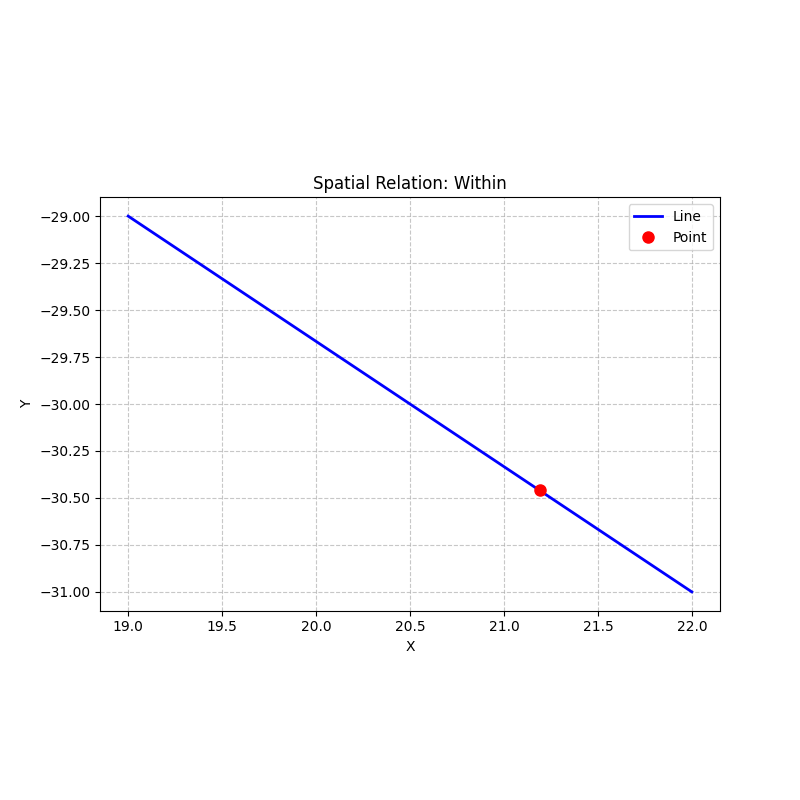 Spatial Relation: Within
Line
Point
−29.00
−29.25
−29.50
−29.75
−30.00
−30.25
−30.50
−30.75
−31.00
Y
19.0 19.5 20.0 20.5 21.0 21.5 22.0
X